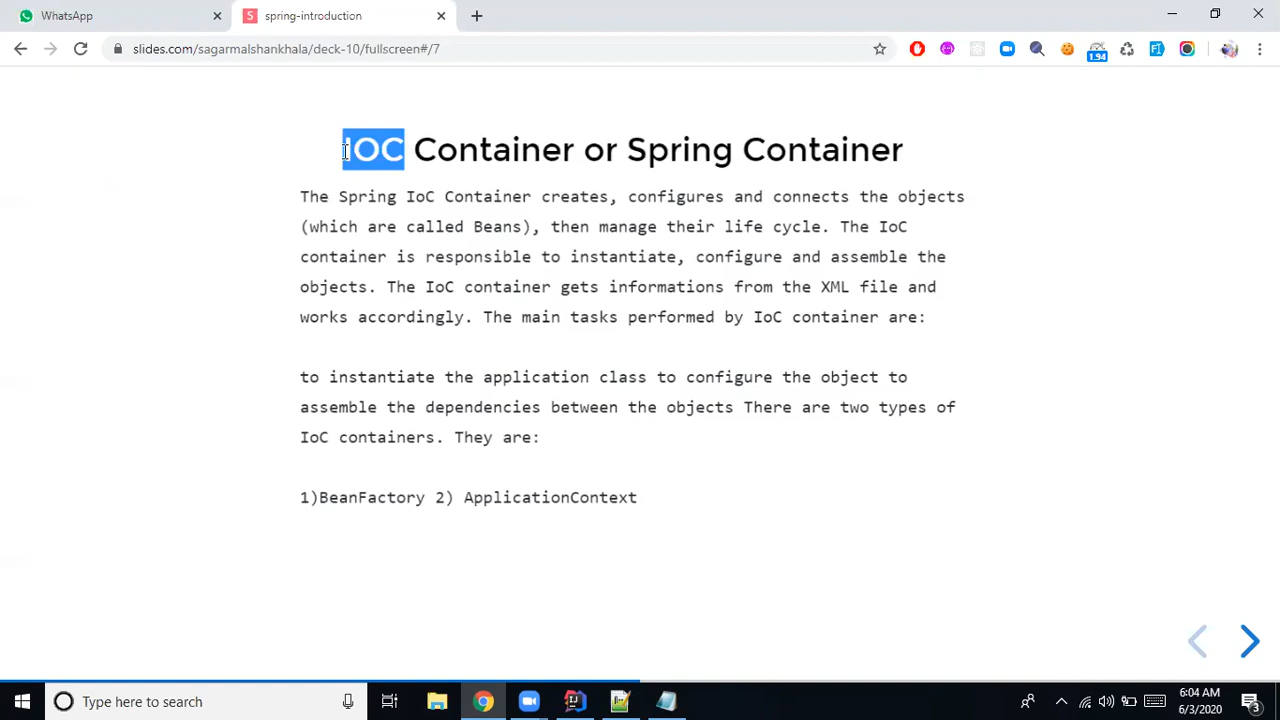 WhatsApp
spring-introduction
slides.com/sagarmalshankhala/deck-10/fullscreen#/7
1.94
IOC Container or Spring Container
The Spring IoC Container creates, configures and connects the objects
(which are called Beans), then manage their life cycle. The IoC
container is responsible to instantiate, configure and assemble the
objects. The IoC container gets informations from the XML file and
works accordingly. The main tasks performed by IoC container are:
to instantiate the application class to configure the object to
assemble the dependencies between the objects There are two types of
IoC containers. They are:
1)BeanFactory 2) ApplicationContext
Type here to search
6:04 AM
6/3/2020
3